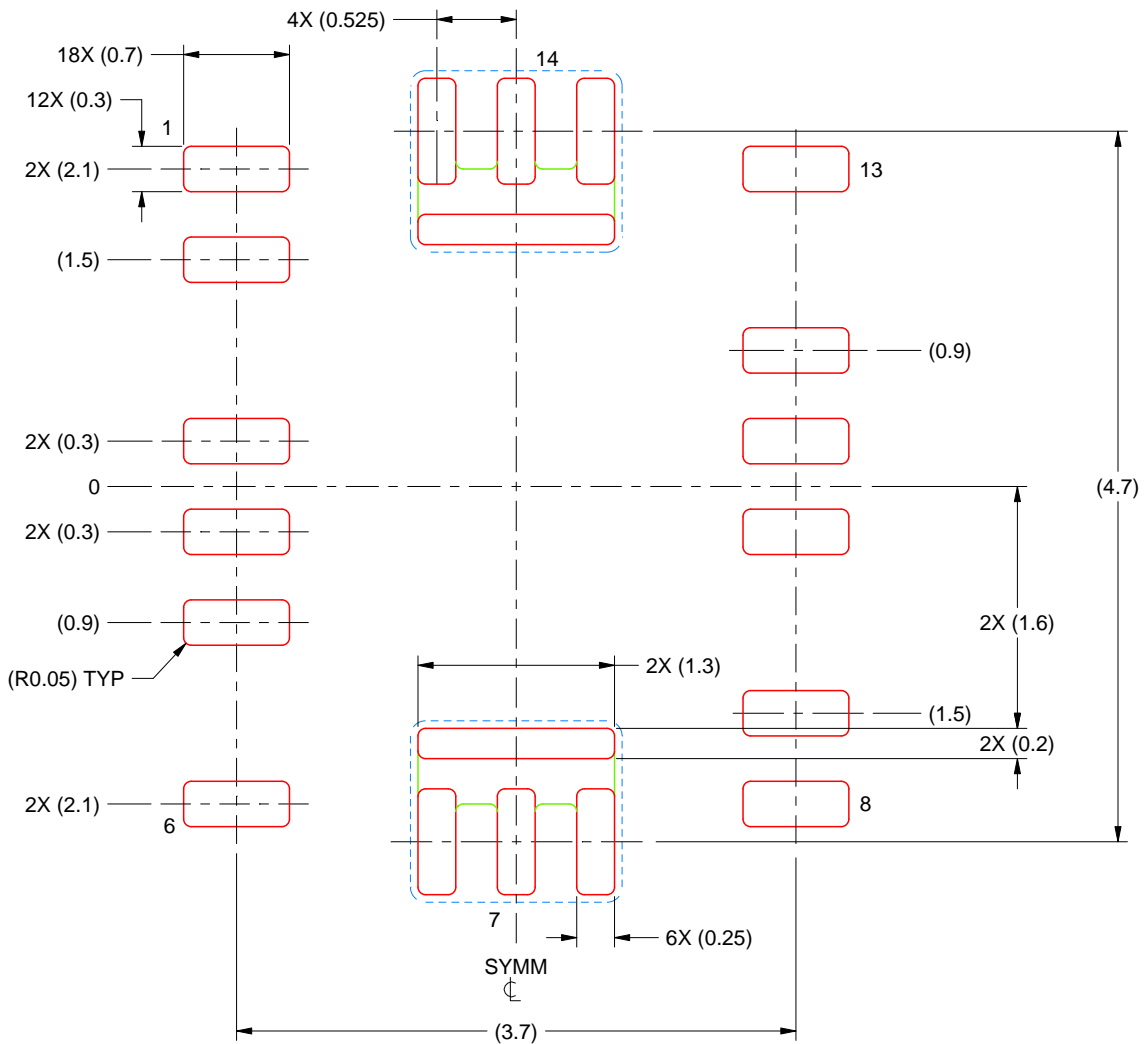 4X (0.525)
18X (0.7)
14
12X (0.3)
1
2X (2.1)
13
(1.5)
(0.9)
2X (0.3)
0
(4.7)
2X (0.3)
(0.9)
2X (1.6)
2X (1.3)
(R0.05) TYP
(1.5)
2X (0.2)
2X (2.1)
6
8
7
6X (0.25)
SYMM
℄
(3.7)